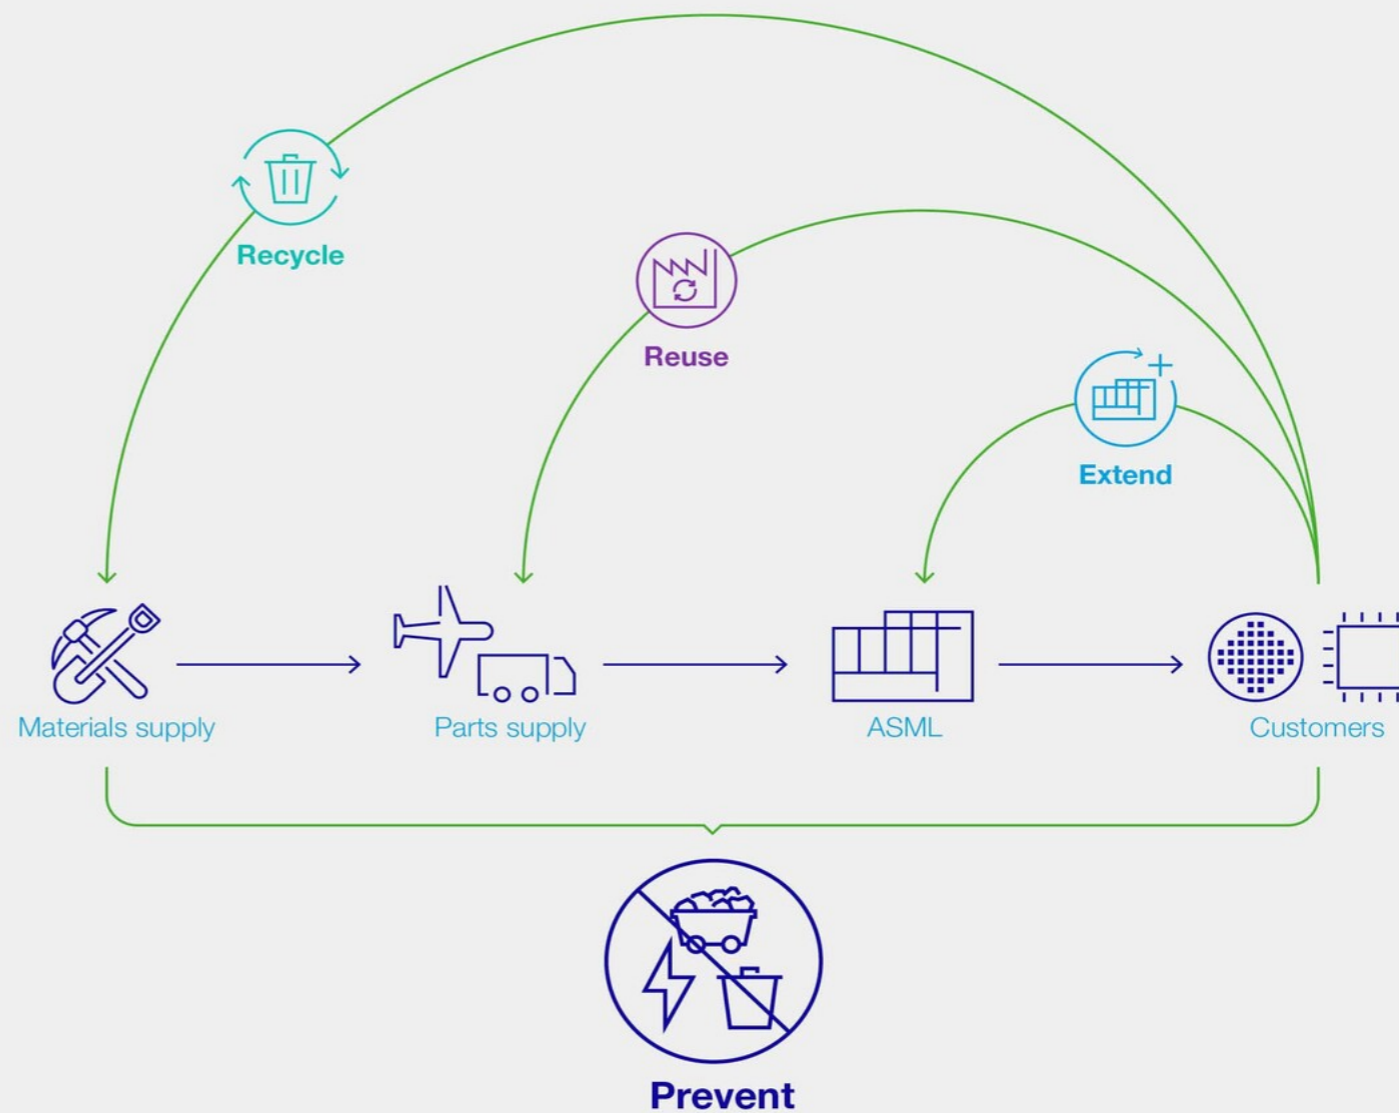 Recycle
Reuse
Extend
Materials supply
Parts supply
ASML
Customers
Prevent